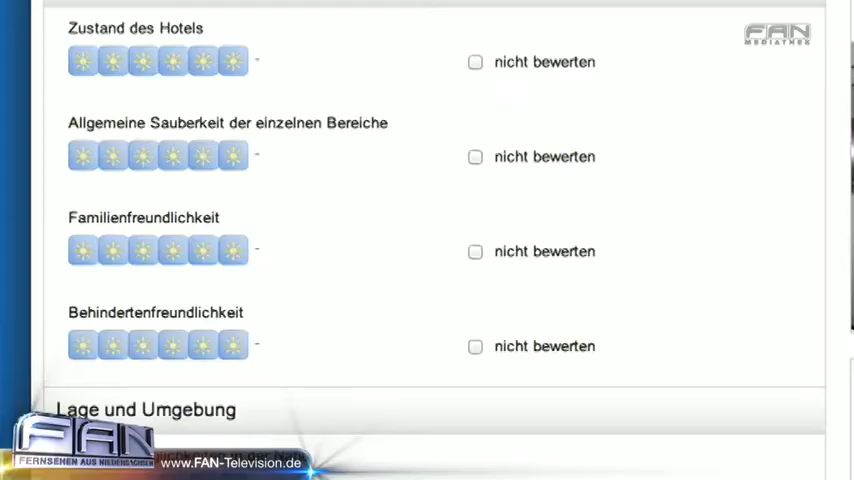 Zustand des Hotels
-
nicht bewerten
FAN
MEDIATHEK
Allgemeine Sauberkeit der einzelnen Bereiche
-
nicht bewerten
Familienfreundlichkeit
-
nicht bewerten
Behindertenfreundlichkeit
-
nicht bewerten
Lage und Umgebung
FAN
FERNSEHEN AUS NIEDERSACHSEN
www.FAN-Television.de